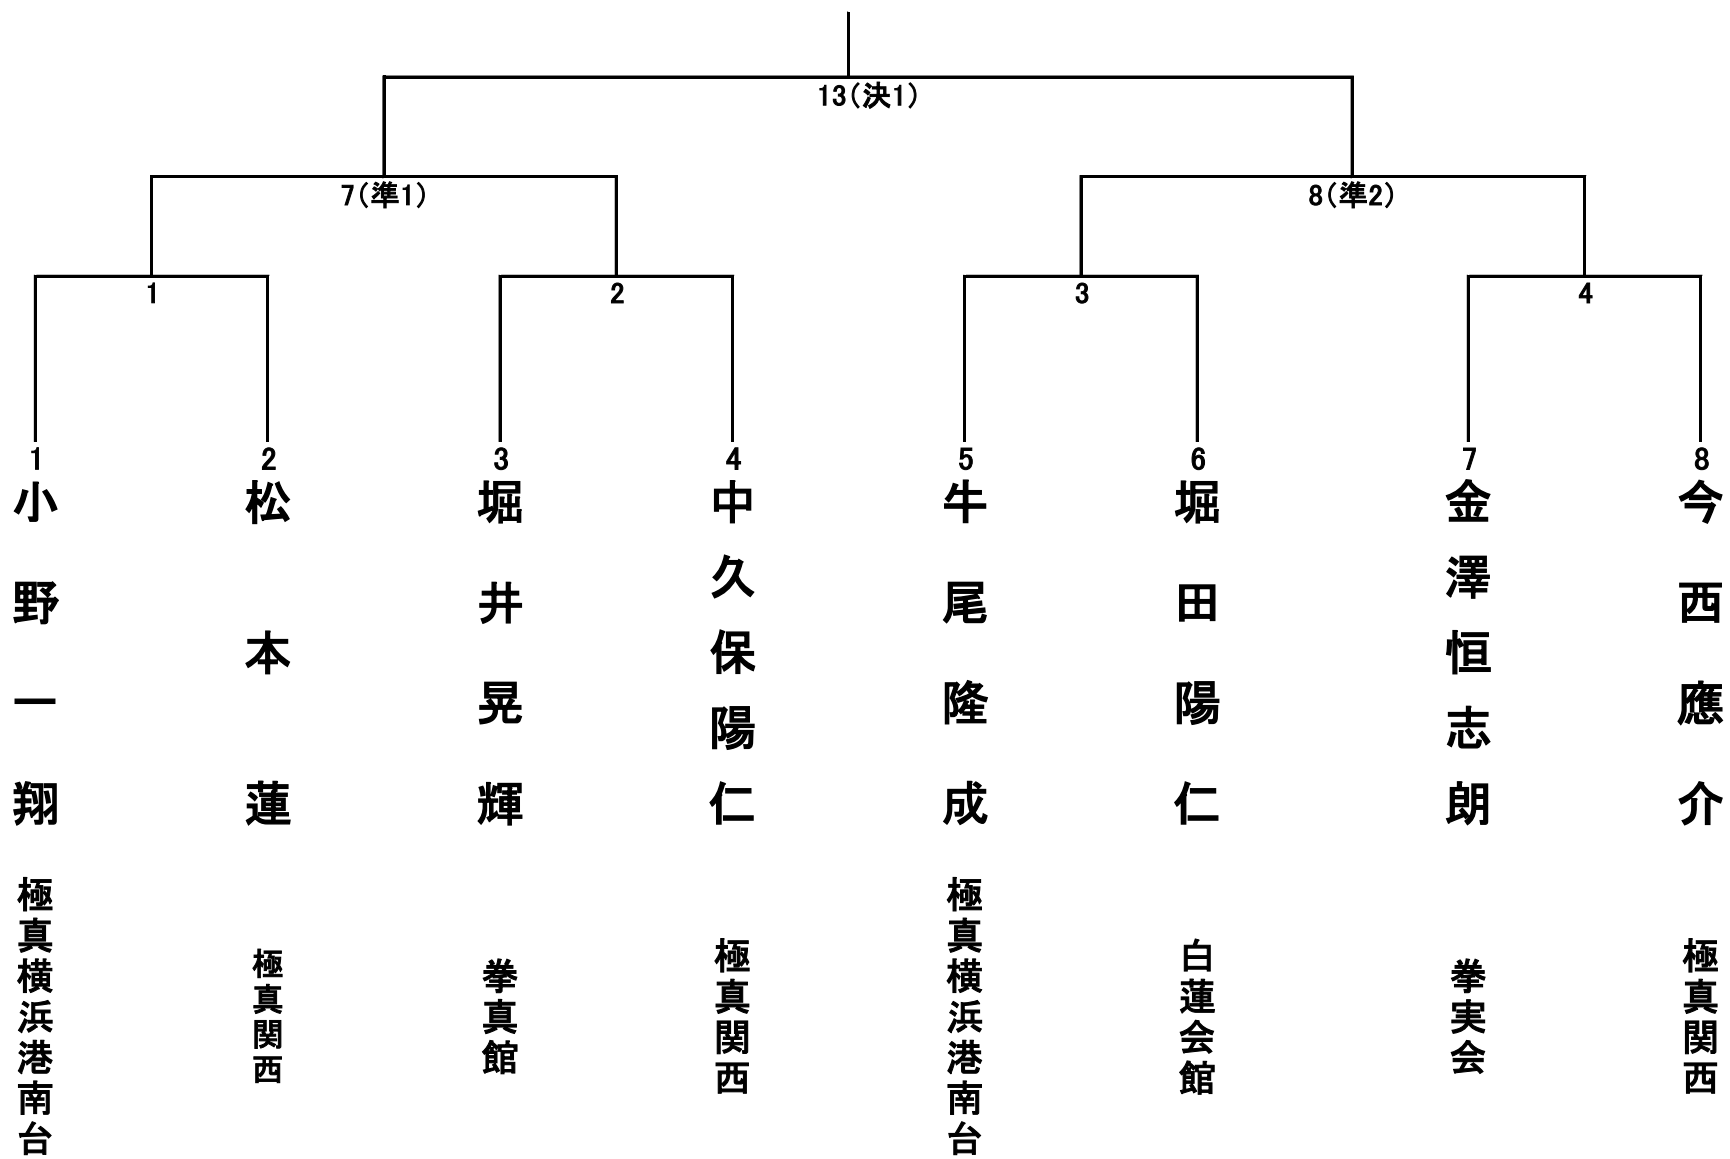 13(決1)
7(準1)
8(準2)
1
2
3
4
1
小野一翔
極真横浜港南台
2
松本蓮
極真関西
3
堀井晃輝
拳真館
4
中久保陽仁
極真関西
5
牛尾隆成
極真横浜港南台
6
堀田陽仁
白蓮会館
7
金澤恒志朗
拳実会
8
今西應介
極真関西